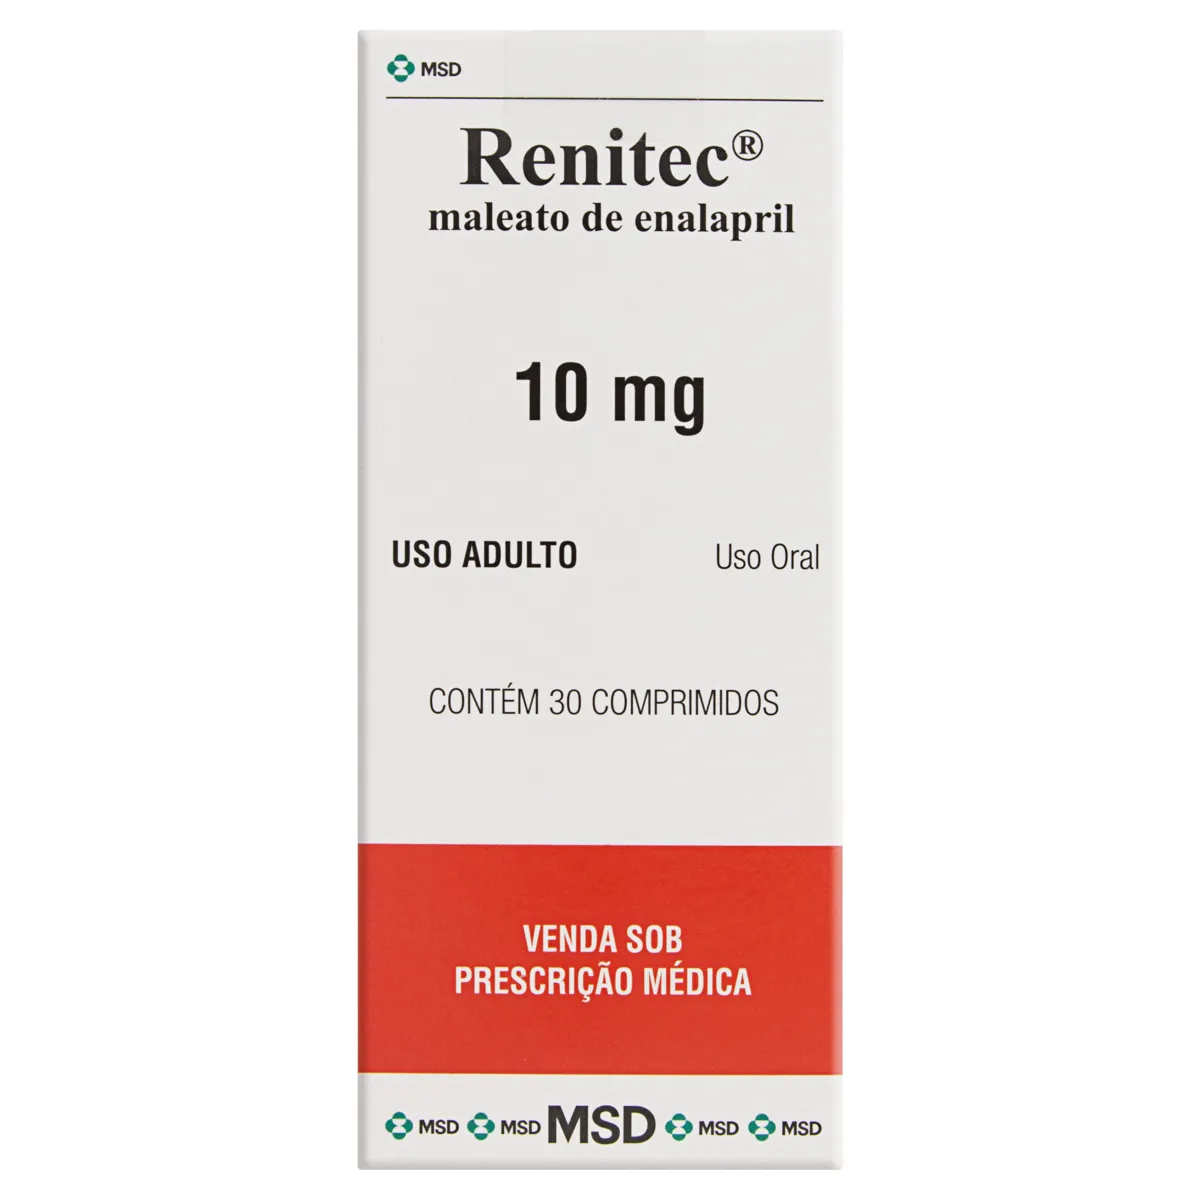 MSD
Renitec®
maleato de enalapril
10 mg
USO ADULTO Uso Oral
CONTÉM 30 COMPRIMIDOS
VENDA SOB
PRESCRIÇÃO MÉDICA
MSD MSD MSD MSD MSD